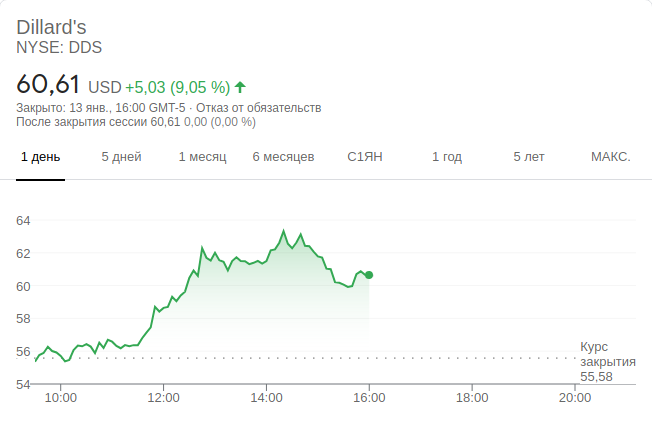 Dillard's
NYSE: DDS
60,61 USD +5,03 (9,05 %)
Закрыто: 13 янв., 16:00 GMT-5 · Отказ от обязательств
После закрытия сессии 60,61 0,00 (0,00 %)
1 день 5 дней 1 месяц 6 месяцев С1ЯН 1 год 5 лет МАКС.
64
62
60
58
56
54
Курс
закрытия
55,58
10:00 12:00 14:00 16:00 18:00 20:00